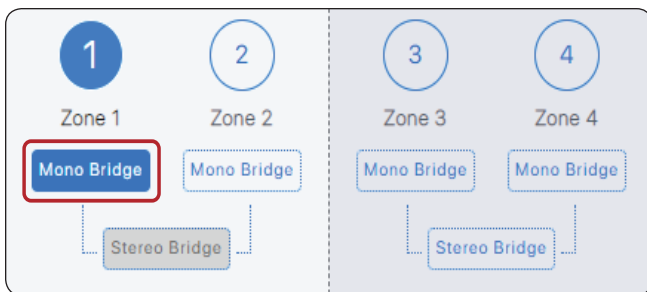 1 2 3 4
Zone 1 Zone 2 Zone 3 Zone 4
Mono Bridge Mono Bridge Mono Bridge Mono Bridge
Stereo Bridge Stereo Bridge